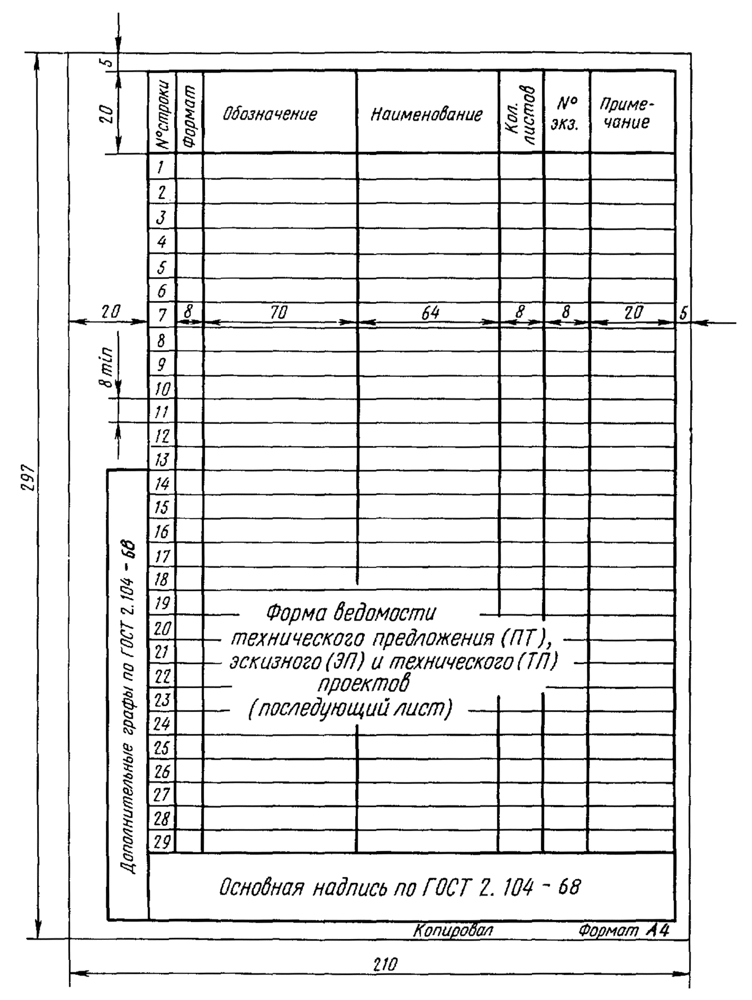 5
20
№ строки
Формат
Обозначение
Наименование
Кол.
листов
№
экз.
Приме-
чание
1
2
3
4
5
6
20
7
8
70
64
8
8
20
5
8
8 min
9
10
11
12
13
297
14
15
16
17
18
19
20
21
22
23
24
25
26
27
28
29
Форма ведомости
технического предложения (ПТ),
эскизного (ЭП) и технического (ТП)
проектов
(последующий лист)
Дополнительные графы по ГОСТ 2.104 - 68
Основная надпись по ГОСТ 2. 104 - 68
Копировал
Формат А4
210